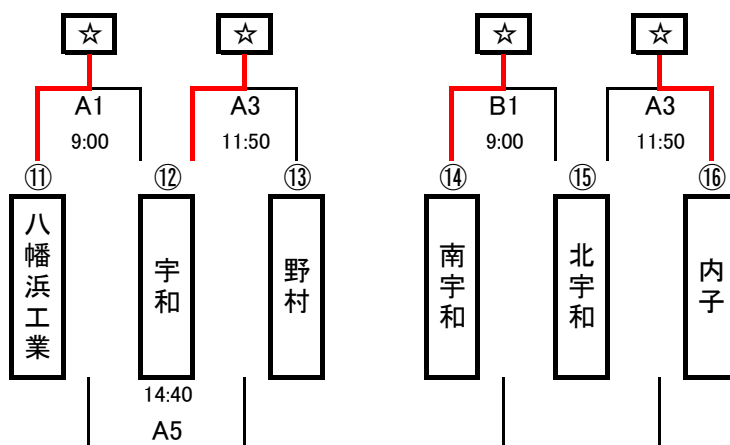 ☆ ☆ ☆ ☆
A1 A3 B1 A3
9:00 11:50 9:00 11:50
⑪ ⑫ ⑬ ⑭ ⑮ ⑯
八幡浜工業
宇和
野村
南宇和
北宇和
内子
14:40
A5